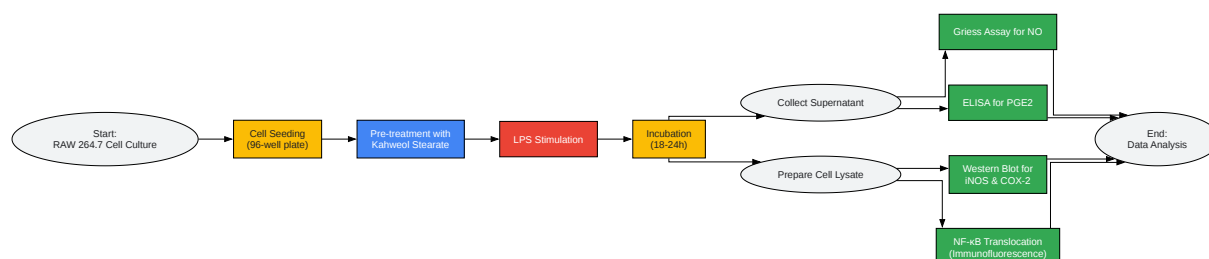 Start:
RAW 264.7 Cell Culture
Cell Seeding
(96-well plate)
Pre-treatment with
Kahweol Stearate
LPS Stimulation
Incubation
(18-24h)
Collect Supernatant
Prepare Cell Lysate
Griess Assay for NO
ELISA for PGE2
Western Blot for
iNOS & COX-2
NF-κB Translocation
(Immunofluorescence)
End:
Data Analysis